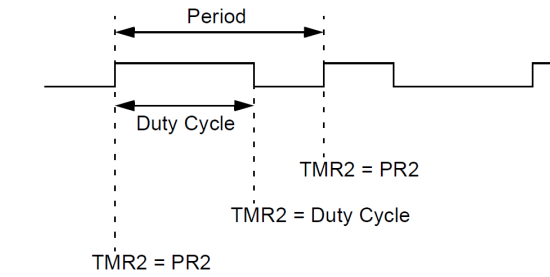 Period
Duty Cycle
TMR2 = PR2
TMR2 = Duty Cycle
TMR2 = PR2